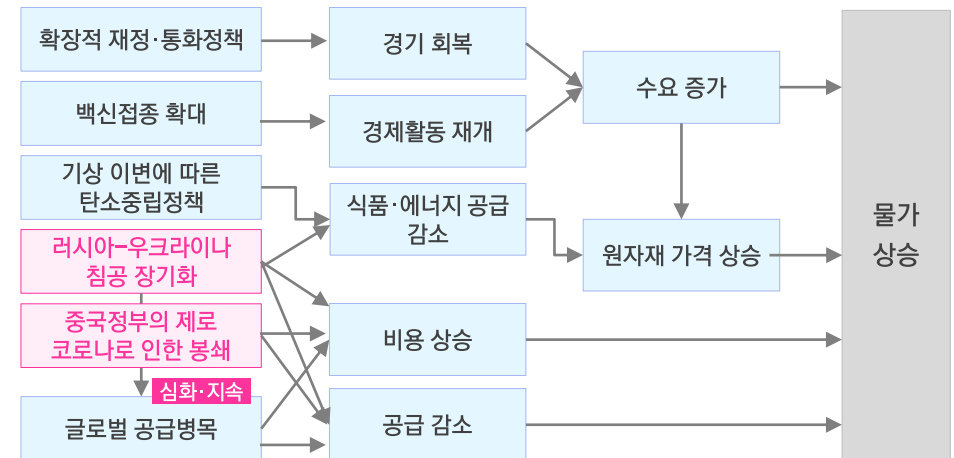 확장적 재정·통화정책
백신접종 확대
기상 이변에 따른
탄소중립정책
러시아-우크라이나
침공 장기화
중국정부의 제로
코로나로 인한 봉쇄
심화·지속
글로벌 공급병목
경기 회복
경제활동 재개
식품·에너지 공급
감소
비용 상승
공급 감소
수요 증가
원자재 가격 상승
물가
상승